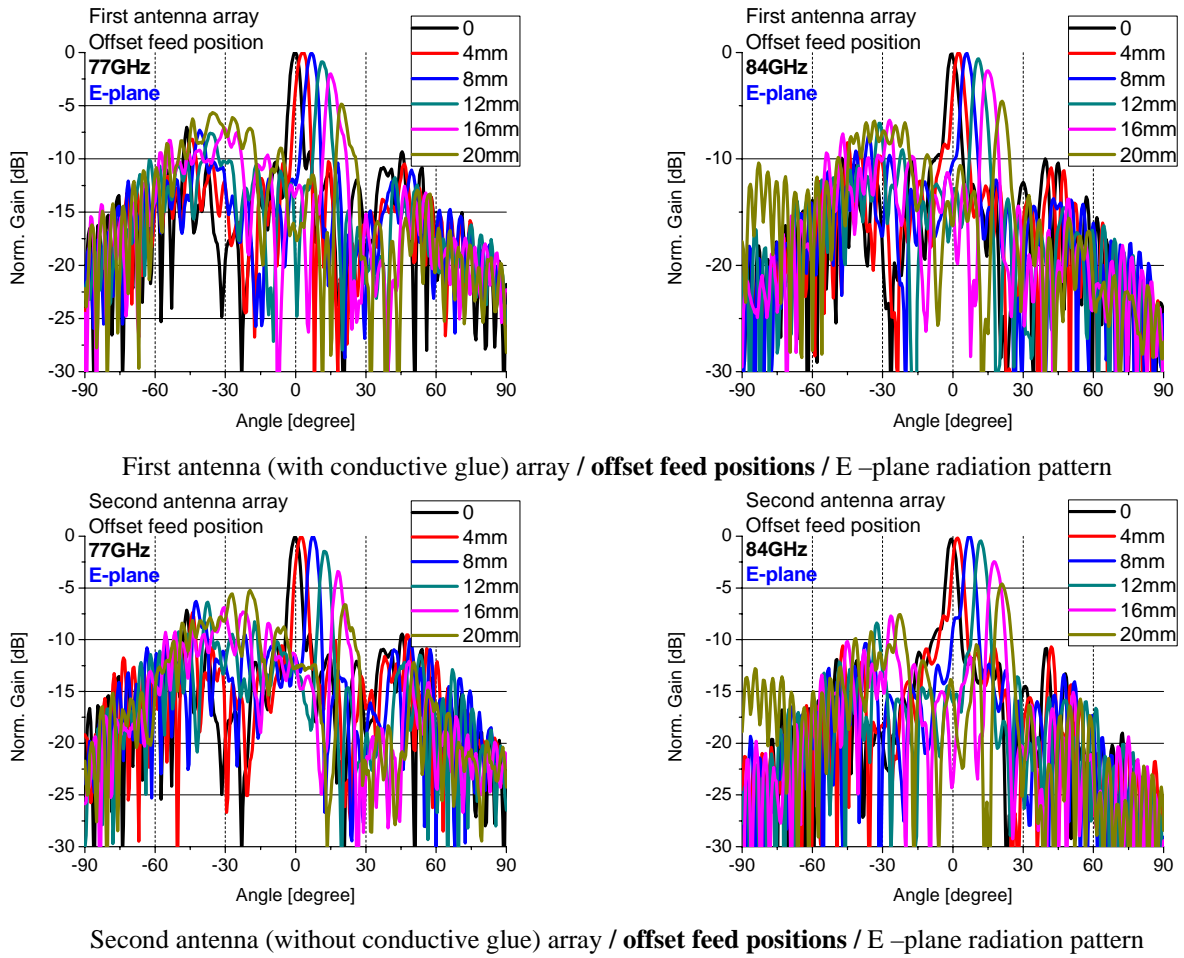 First antenna array
Offset feed position
77GHz
E-plane
0
4mm
8mm
12mm
16mm
20mm
Norm. Gain [dB]
0
-5
-10
-15
-20
-25
-30
-90
-60
-30
0
30
60
90
Angle [degree]
First antenna array
Offset feed position
84GHz
E-plane
0
4mm
8mm
12mm
16mm
20mm
Norm. Gain [dB]
0
-5
-10
-15
-20
-25
-30
-90
-60
-30
0
30
60
90
Angle [degree]
First antenna (with conductive glue) array / offset feed positions / E –plane radiation pattern
Second antenna array
Offset feed position
77GHz
E-plane
0
4mm
8mm
12mm
16mm
20mm
Norm. Gain [dB]
0
-5
-10
-15
-20
-25
-30
-90
-60
-30
0
30
60
90
Angle [degree]
Second antenna array
Offset feed position
84GHz
E-plane
0
4mm
8mm
12mm
16mm
20mm
Norm. Gain [dB]
0
-5
-10
-15
-20
-25
-30
-90
-60
-30
0
30
60
90
Angle [degree]
Second antenna (without conductive glue) array / offset feed positions / E –plane radiation pattern